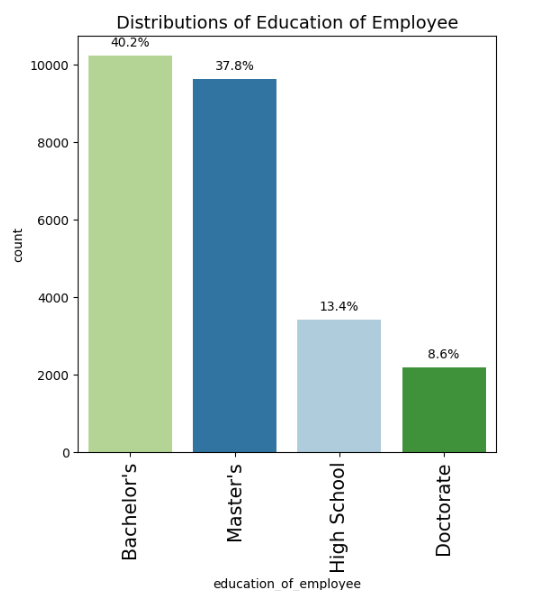 Distributions of Education of Employee
40.2%
37.8%
13.4%
8.6%
10000
8000
6000
4000
2000
0
count
Bachelor's
Master's
High School
Doctorate
education_of_employee